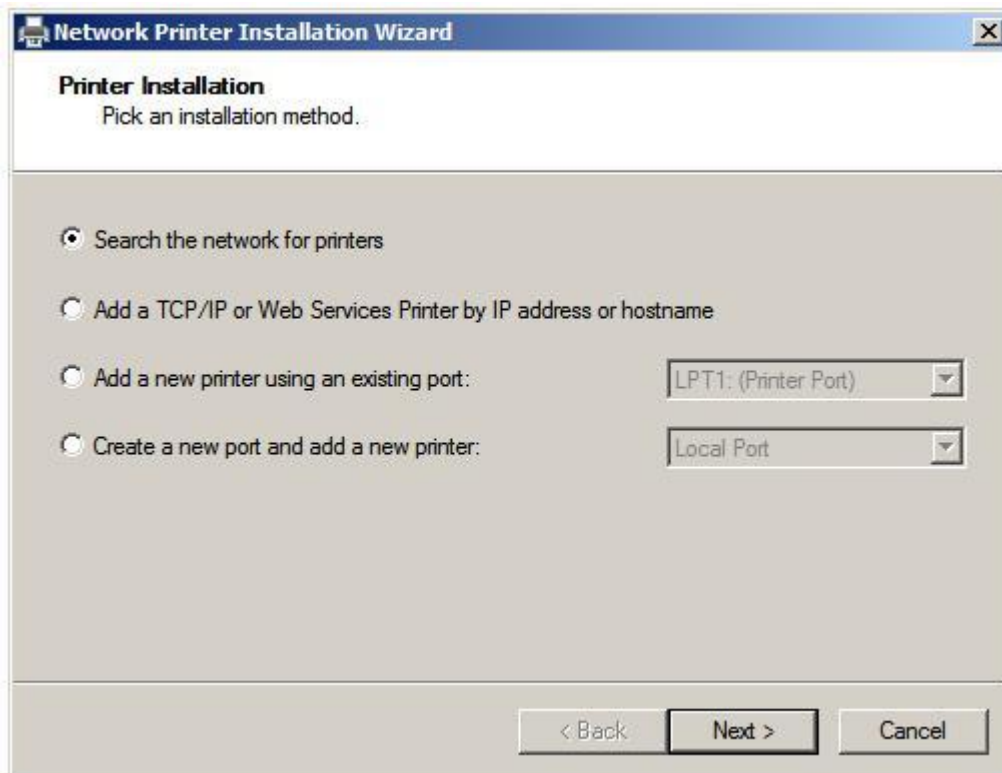 Network Printer Installation Wizard
Printer Installation
Pick an installation method.
Search the network for printers
Add a TCP/IP or Web Services Printer by IP address or hostname
Add a new printer using an existing port: LPT1: (Printer Port)
Create a new port and add a new printer: Local Port
< Back Next > Cancel